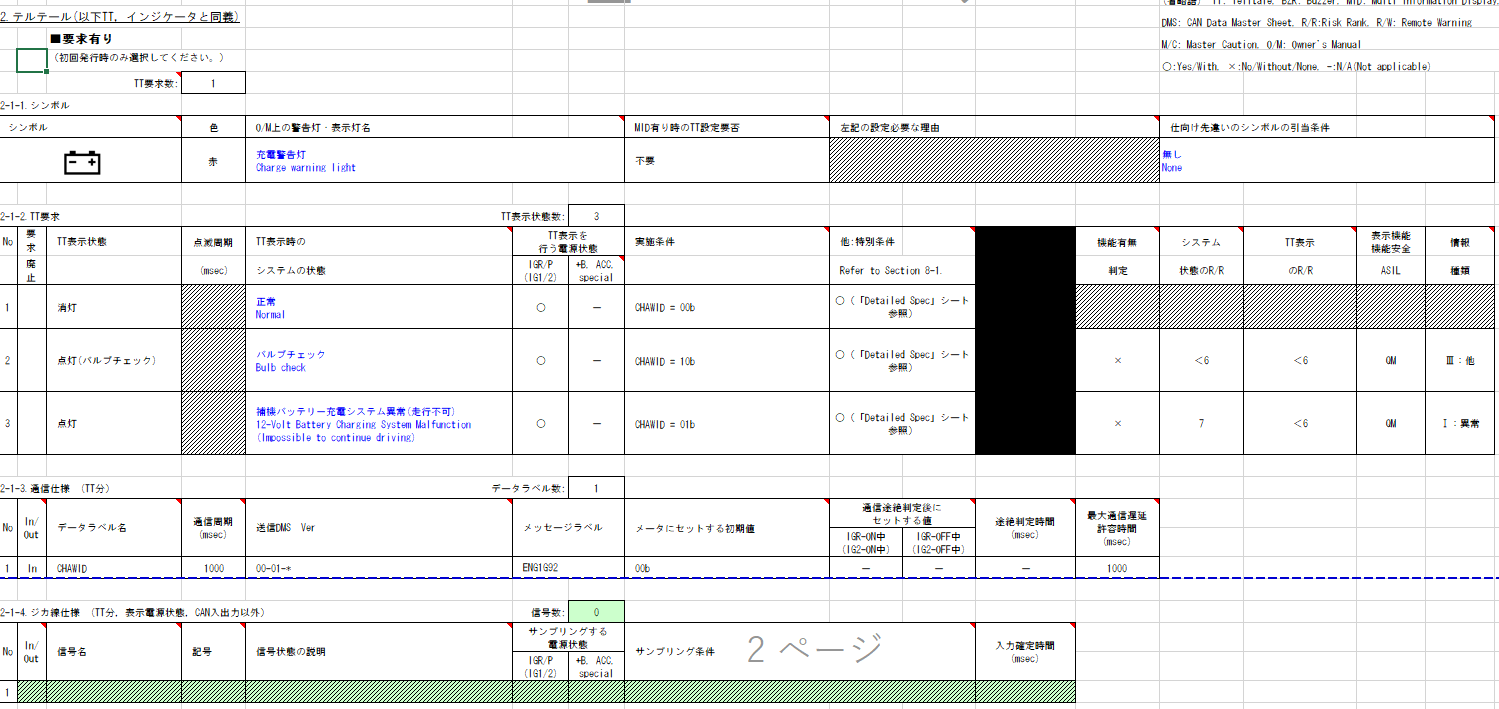 2.テルテール(以下TT, インジケータと同義)
(省略語) TT: Telltale, BZR: Buzzer, MID: Multi Information Display,
DMS: CAN Data Master Sheet, R/R:Risk Rank, R/W: Remote Warning
■要求有り
M/C: Master Caution, O/M: Owner's Manual
(初回発行時のみ選択してください。)
○:Yes/With, ×:No/Without/None, -:N/A(Not applicable)
TT要求数: 1
2-1-1.シンボル
シンボル 色 O/M上の警告灯・表示灯名 MID有り時のTT設定要否 左記の設定必要な理由 仕向け先違いのシンボルの引当条件
赤 充電警告灯 不要 無し
Charge warning light None
2-1-2.TT要求 TT表示状態数: 3
No 要求廃止 TT表示状態 点滅周期 (msec) TT表示時の システムの状態 TT表示を 行う電源状態 実施条件 他:特別条件 機能有無 判定 システム 状態のR/R TT表示 のR/R 表示機能 機能安全 ASIL 情報 種類
IGR/P (IG1/2) +B, ACC, special Refer to Section 8-1.
1 消灯 正常 Normal ○ － CHAWID = 00b ○(「Detailed Spec」シート参照)
2 点灯(バルブチェック) バルブチェック Bulb check ○ － CHAWID = 10b ○(「Detailed Spec」シート参照) × <6 <6 QM Ⅲ:他
3 点灯 補機バッテリー充電システム異常(走行不可) 12-Volt Battery Charging System Malfunction (Impossible to continue driving) ○ － CHAWID = 01b ○(「Detailed Spec」シート参照) × 7 <6 QM Ⅰ:異常
2-1-3.通信仕様 (TT分) データラベル数: 1
No In/Out データラベル名 通信周期 (msec) 送信DMS Ver メッセージラベル メータにセットする初期値 通信途絶判定後に セットする値 途絶判定時間 (msec) 最大通信遅延 許容時間 (msec)
IGR-ON中 (IG2-ON中) IGR-OFF中 (IG2-OFF中)
1 In CHAWID 1000 00-01-* ENG1G92 00b － － － 1000
2-1-4.ジカ線仕様 (TT分, 表示電源状態, CAN入出力以外) 信号数: 0
No In/Out 信号名 記号 信号状態の説明 サンプリングする 電源状態 サンプリング条件 2 ページ 入力確定時間 (msec)
IGR/P (IG1/2) +B, ACC, special
1